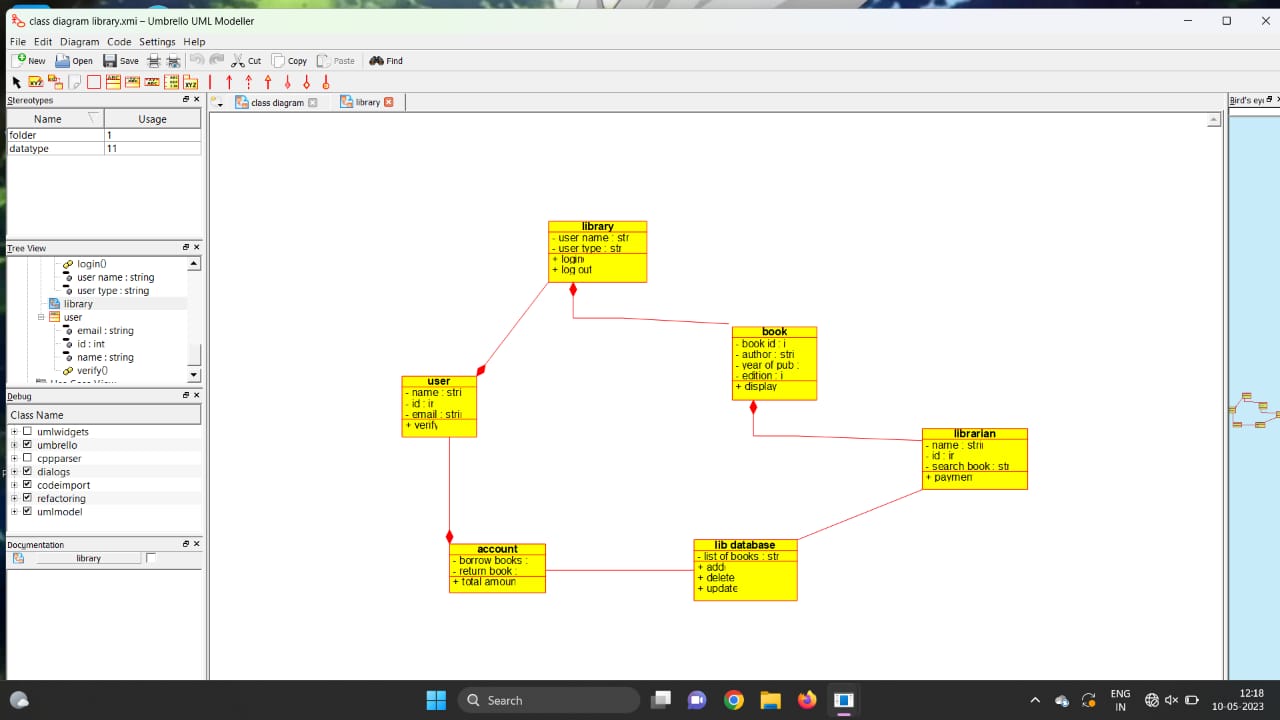 class diagram library.xmi – Umbrello UML Modeller
File Edit Diagram Code Settings Help
New Open Save Cut Copy Paste Find
Stereotypes
Name Usage
folder 1
datatype 11
Tree View
login()
user name : string
user type : string
library
user
email : string
id : int
name : string
verify()
Debug
Class Name
umlwidgets
umbrello
cppparser
dialogs
codeimport
refactoring
umlmodel
Documentation
library
class diagram library
Bird's ey
library
- user name : str
- user type : str
+ login
+ log out
book
- book id : i
- author : stri
- year of pub :
- edition : i
+ display
user
- name : stri
- id : ir
- email : strii
+ verify
librarian
- name : strii
- id : ir
- search book : str
+ paymen
account
- borrow books :
- return book :
+ total amoun
lib database
- list of books : str
+ add
+ delete
+ update
Search
ENG
IN
12:18
10-05-2023